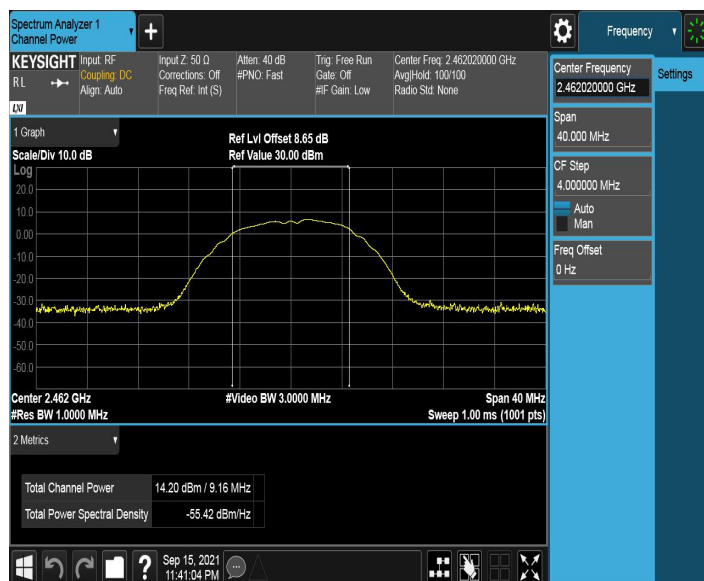 Spectrum Analyzer 1
Channel Power
+
Frequency
KEYSIGHT
RL
LXI
Input: RF
Coupling: DC
Align: Auto
Input Z: 50 Ω
Corrections: Off
Freq Ref: Int (S)
Atten: 40 dB
#PNO: Fast
Trig: Free Run
Gate: Off
#IF Gain: Low
Center Freq: 2.462020000 GHz
Avg|Hold: 100/100
Radio Std: None
Center Frequency
2.462020000 GHz
Settings
Span
40.000 MHz
CF Step
4.000000 MHz
Auto
Man
Freq Offset
0 Hz
1 Graph
Scale/Div 10.0 dB
Ref Lvl Offset 8.65 dB
Ref Value 30.00 dBm
Log
20.0
10.0
0.00
-10.0
-20.0
-30.0
-40.0
-50.0
-60.0
Center 2.462 GHz
#Video BW 3.0000 MHz
Span 40 MHz
#Res BW 1.0000 MHz
Sweep 1.00 ms (1001 pts)
2 Metrics
Total Channel Power 14.20 dBm / 9.16 MHz
Total Power Spectral Density -55.42 dBm/Hz
?
Sep 15, 2021
11:41:04 PM